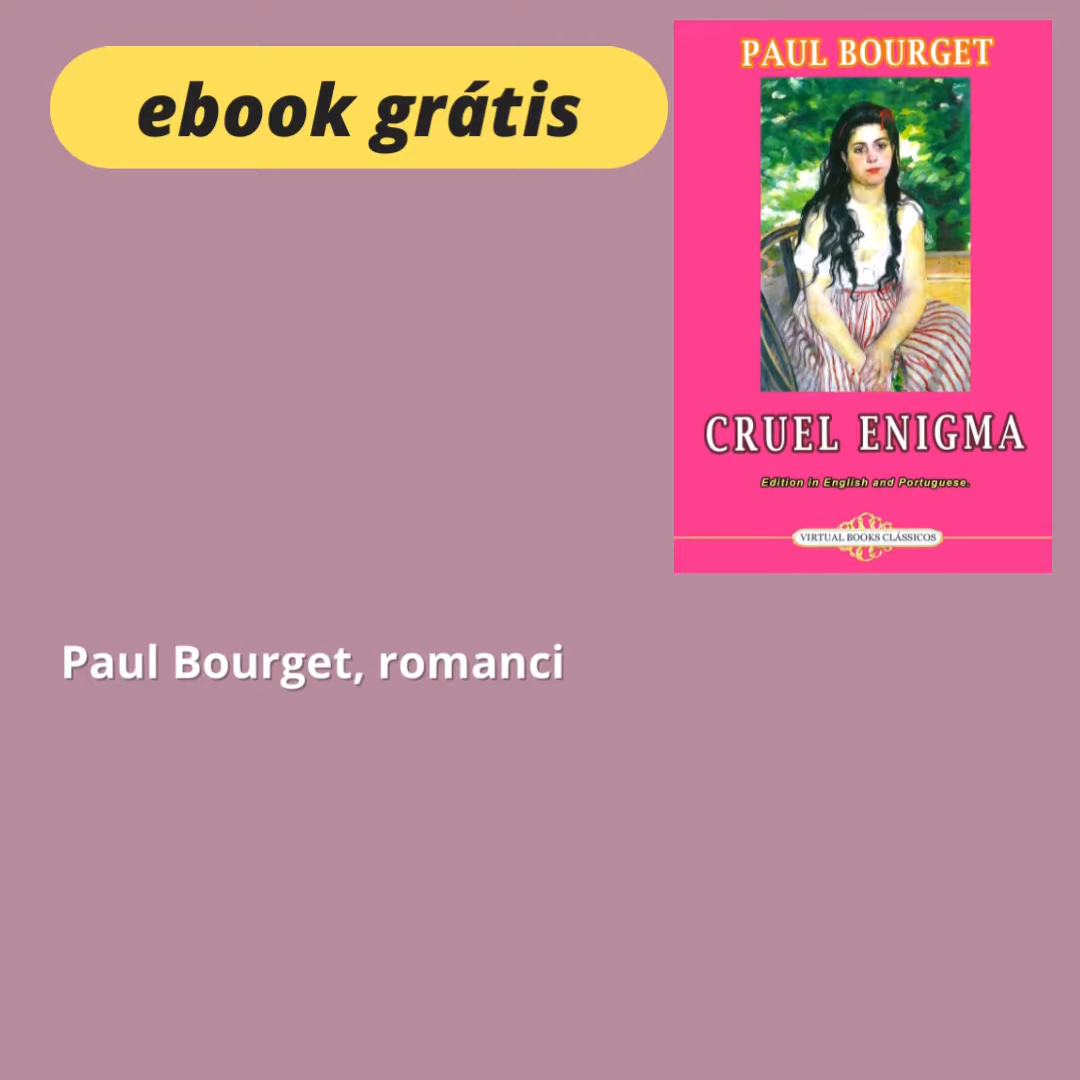 ebook grátis
PAUL BOURGET
CRUEL ENIGMA
Edition in English and Portuguese.
VIRTUAL BOOKS CLÁSSICOS
Paul Bourget, romanci